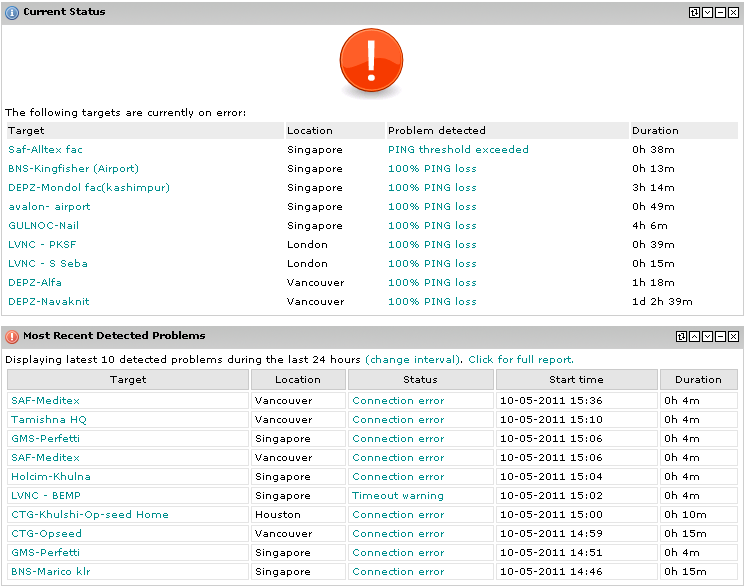 Current Status
The following targets are currently on error:
Target Location Problem detected Duration
Saf-Alltex fac Singapore PING threshold exceeded 0h 38m
BNS-Kingfisher (Airport) Singapore 100% PING loss 0h 13m
DEPZ-Mondol fac(kashimpur) Singapore 100% PING loss 3h 14m
avalon- airport Singapore 100% PING loss 0h 49m
GULNOC-Nail Singapore 100% PING loss 4h 6m
LVNC - PKSF London 100% PING loss 0h 39m
LVNC - S Seba London 100% PING loss 0h 15m
DEPZ-Alfa Vancouver 100% PING loss 1h 18m
DEPZ-Navaknit Vancouver 100% PING loss 1d 2h 39m
Most Recent Detected Problems
Displaying latest 10 detected problems during the last 24 hours (change interval). Click for full report.
Target Location Status Start time Duration
SAF-Meditex Vancouver Connection error 10-05-2011 15:36 0h 4m
Tamishna HQ Vancouver Connection error 10-05-2011 15:10 0h 4m
GMS-Perfetti Singapore Connection error 10-05-2011 15:06 0h 4m
SAF-Meditex Vancouver Connection error 10-05-2011 15:06 0h 4m
Holcim-Khulna Singapore Connection error 10-05-2011 15:04 0h 4m
LVNC - BEMP Singapore Timeout warning 10-05-2011 15:02 0h 4m
CTG-Khulshi-Op-seed Home Houston Connection error 10-05-2011 15:00 0h 10m
CTG-Opseed Vancouver Connection error 10-05-2011 14:59 0h 15m
GMS-Perfetti Singapore Connection error 10-05-2011 14:51 0h 4m
BNS-Marico klr Singapore Connection error 10-05-2011 14:46 0h 15m